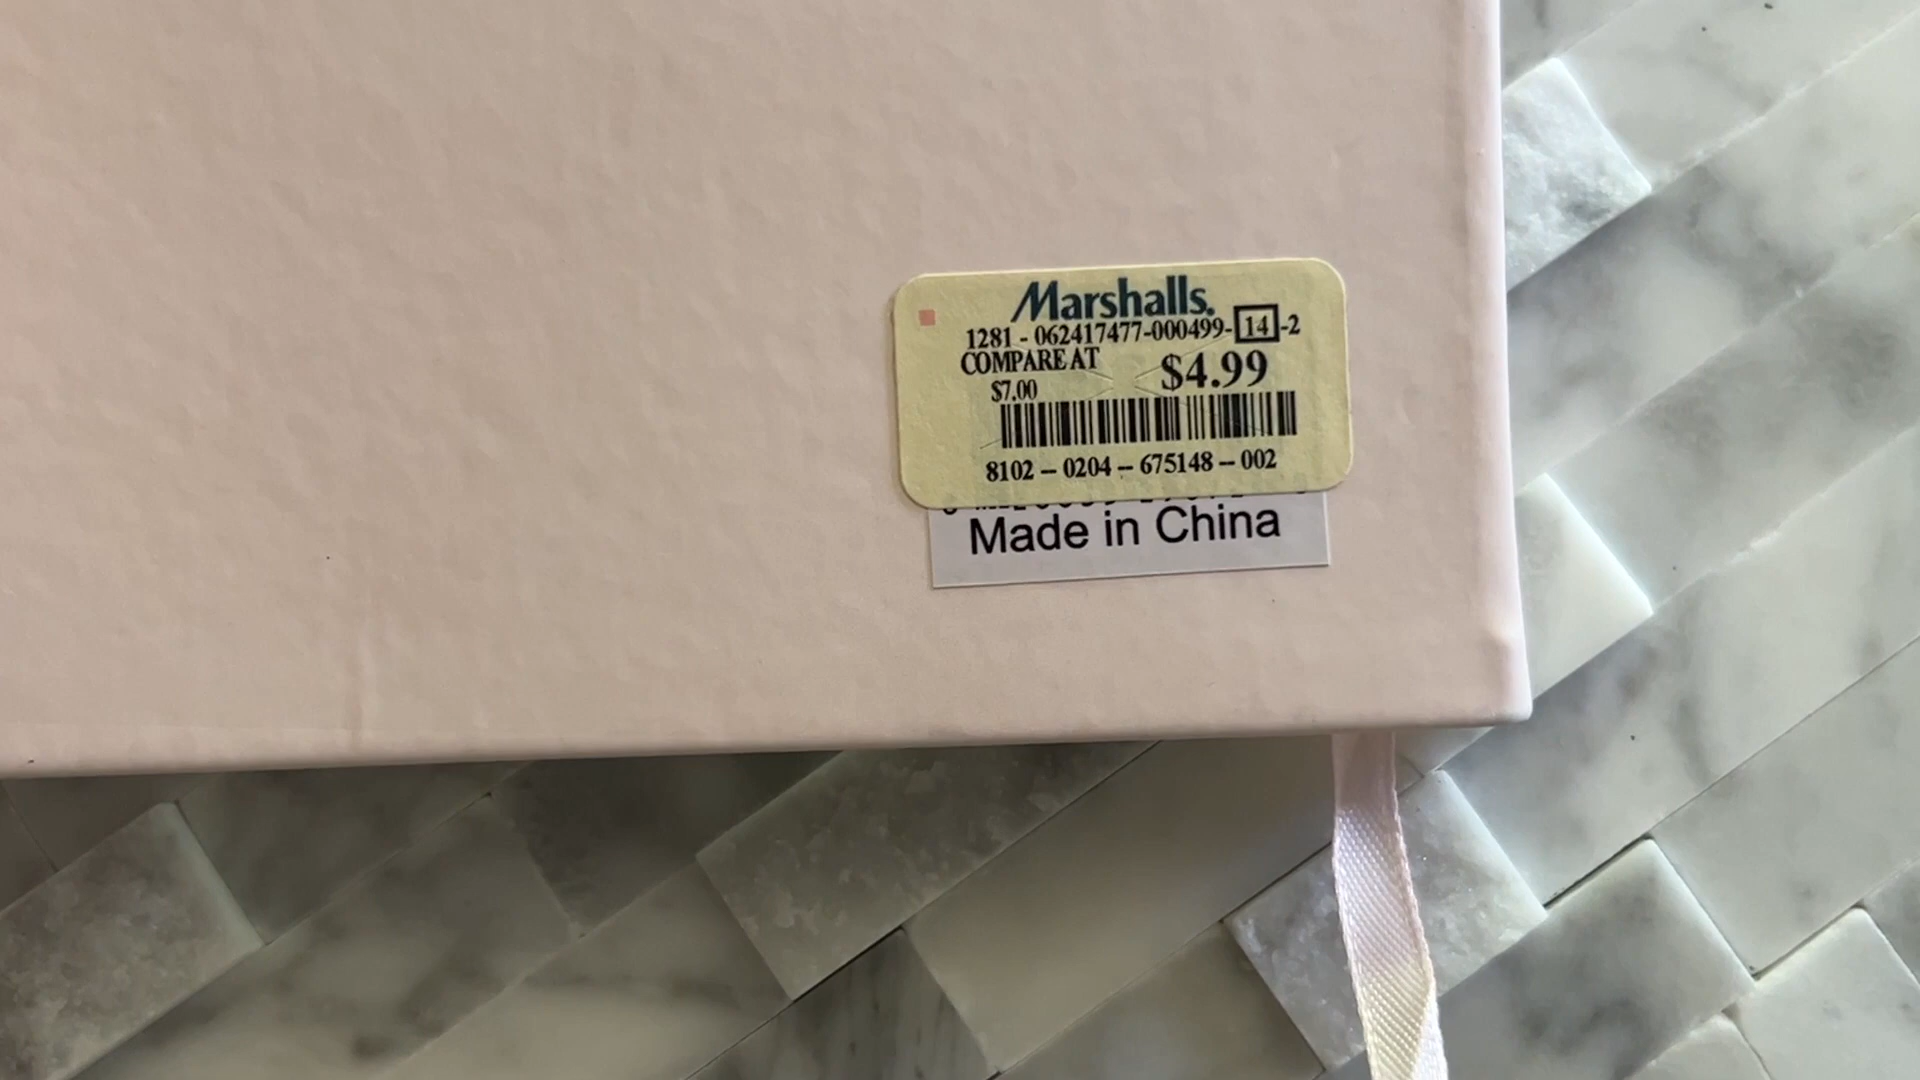 Marshalls.
1281 - 062417477-000499-14-2
COMPARE AT
$4.99
$7.00
8102 - 0204 - 675148 - 002
Made in China